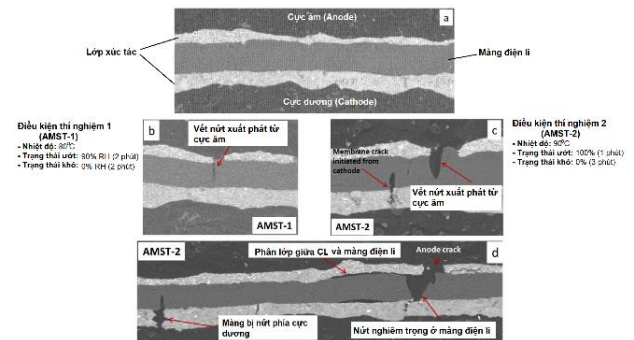 Cực âm (Anode)
a
Lớp xúc tác
Màng điện li
Cực dương (Cathode)
Điều kiện thí nghiệm 1
(AMST-1)
- Nhiệt độ: 80⁰C
- Trạng thái ướt: 80% RH (2 phút)
- Trạng thái khô: 0% RH (2 phút)
b
Vết nứt xuất phát từ
cực âm
AMST-1
c
Membrane crack
initiated from
cathode
Vết nứt xuất phát từ
cực âm
AMST-2
Điều kiện thí nghiệm 2
(AMST-2)
- Nhiệt độ: 90⁰C
- Trạng thái ướt: 100% (1 phút)
- Trạng thái khô: 0% (3 phút)
AMST-2
Phân lớp giữa CL và màng điện li
Anode crack
d
Màng bị nứt phía cực
dương
Nứt nghiêm trọng ở màng điện li